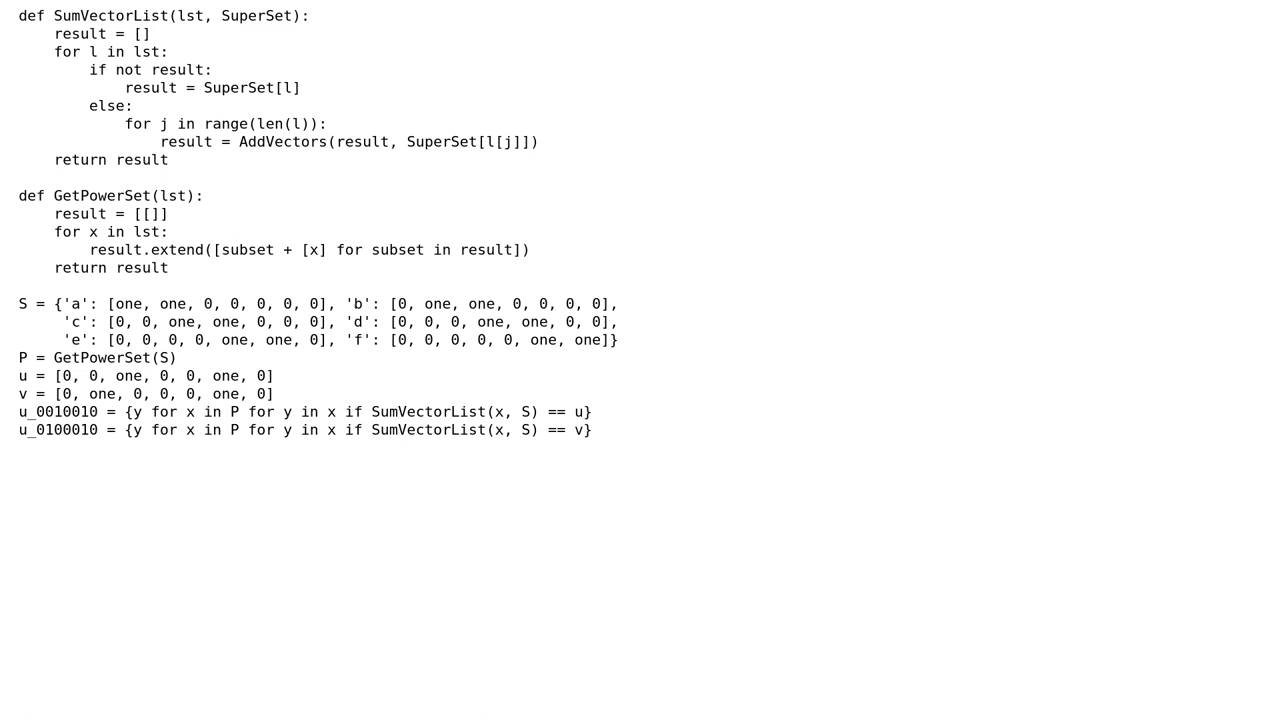 def SumVectorList(lst, SuperSet):
    result = []
    for l in lst:
        if not result:
            result = SuperSet[l]
        else:
            for j in range(len(l)):
                result = AddVectors(result, SuperSet[l[j]])
    return result

def GetPowerSet(lst):
    result = [[]]
    for x in lst:
        result.extend([subset + [x] for subset in result])
    return result

S = {'a': [one, one, 0, 0, 0, 0, 0], 'b': [0, one, one, 0, 0, 0, 0],
     'c': [0, 0, one, one, 0, 0, 0], 'd': [0, 0, 0, one, one, 0, 0],
     'e': [0, 0, 0, 0, one, one, 0], 'f': [0, 0, 0, 0, 0, one, one]}
P = GetPowerSet(S)
u = [0, 0, one, 0, 0, one, 0]
v = [0, one, 0, 0, 0, one, 0]
u_0010010 = {y for x in P for y in x if SumVectorList(x, S) == u}
u_0100010 = {y for x in P for y in x if SumVectorList(x, S) == v}